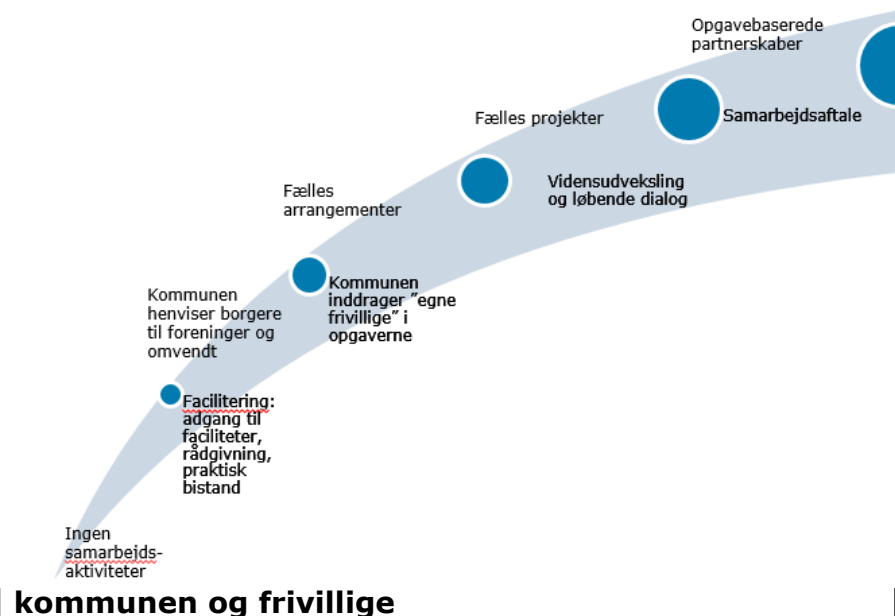 Opgavebaserede
partnerskaber
Samarbejdsaftale
Fælles projekter
Vidensudveksling
og løbende dialog
Fælles
arrangementer
Kommunen
inddrager ”egne
frivillige” i
opgaverne
Kommunen
henviser borgere
til foreninger og
omvendt
Facilitering:
adgang til
faciliteter,
rådgivning,
praktisk
bistand
Ingen
samarbejds-
aktiviteter
kommunen og frivillige